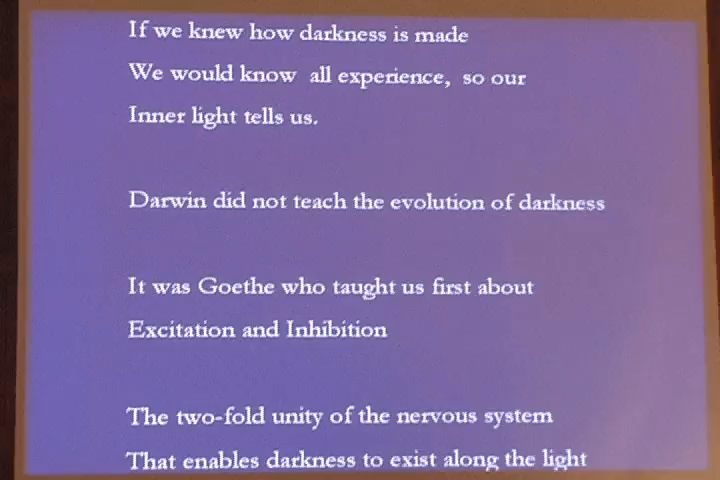 If we knew how darkness is made
We would know all experience, so our
Inner light tells us.
Darwin did not teach the evolution of darkness
It was Goethe who taught us first about
Excitation and Inhibition
The two-fold unity of the nervous system
That enables darkness to exist along the light